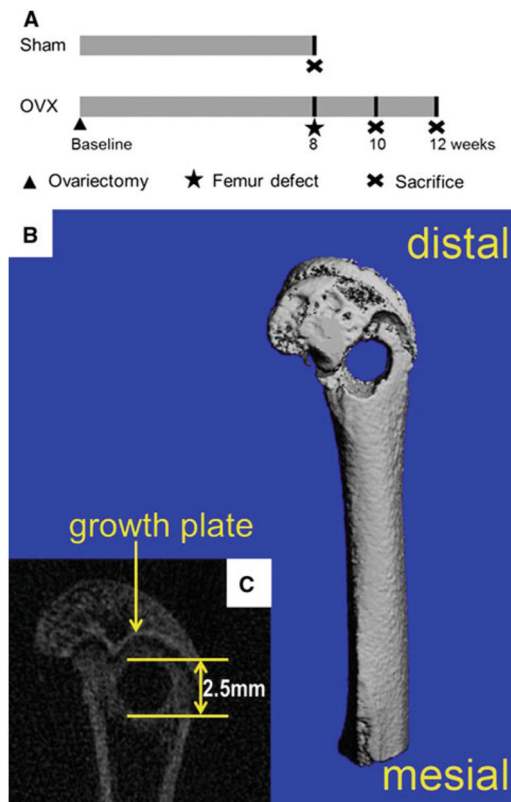 A
Sham
OVX
Baseline
8
10
12 weeks
Ovariectomy
Femur defect
Sacrifice
B
distal
growth plate
C
2.5mm
mesial